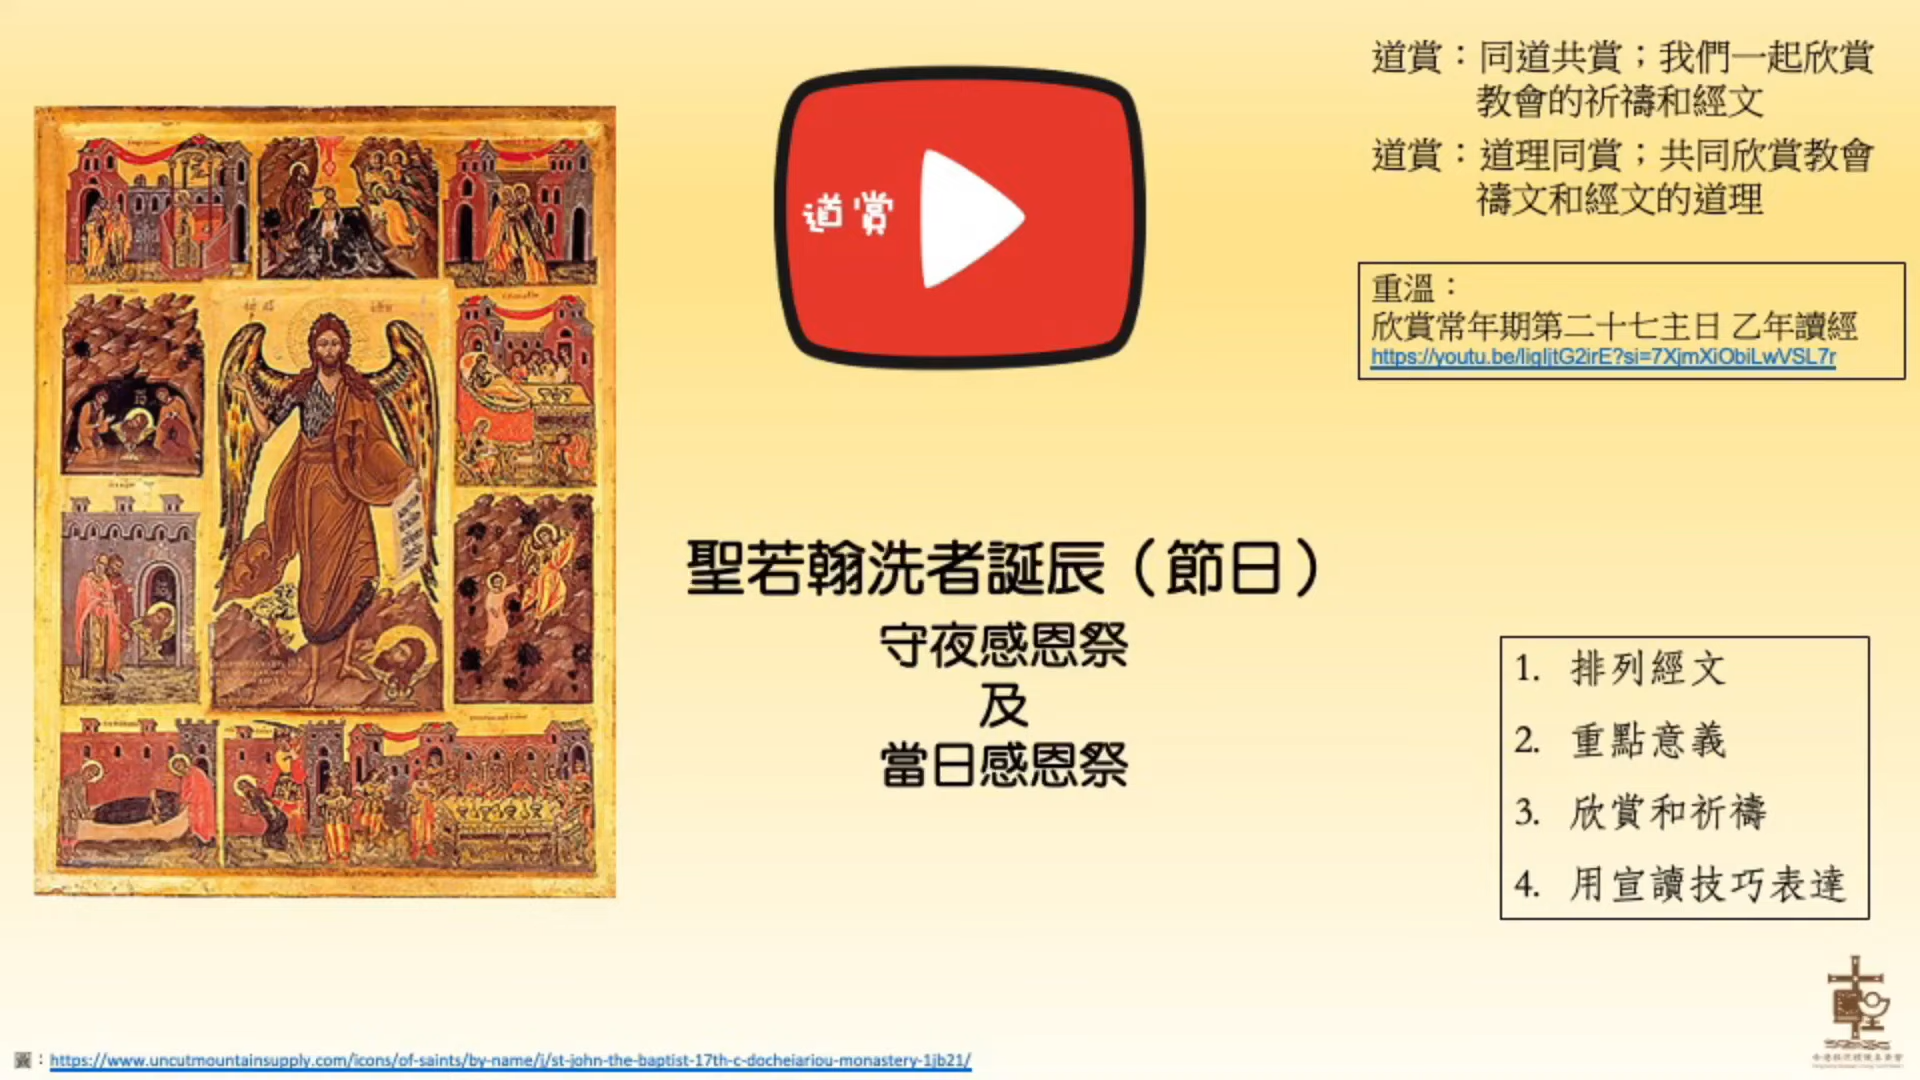 道賞：同道共賞；我們一起欣賞
教會的祈禱和經文
道賞：道理同賞；共同欣賞教會
禱文和經文的道理
道賞
重溫：
欣賞常年期第二十七主日 乙年讀經
https://youtu.be/liqljtG2irE?si=7XjmXiObiLwVSL7r
聖若翰洗者誕辰（節日）
守夜感恩祭
及
當日感恩祭
1. 排列經文
2. 重點意義
3. 欣賞和祈禱
4. 用宣讀技巧表達
圖：https://www.uncutmountainsupply.com/icons/of-saints/by-name/j/st-john-the-baptist-17th-c-docheiariou-monastery-1jb21/